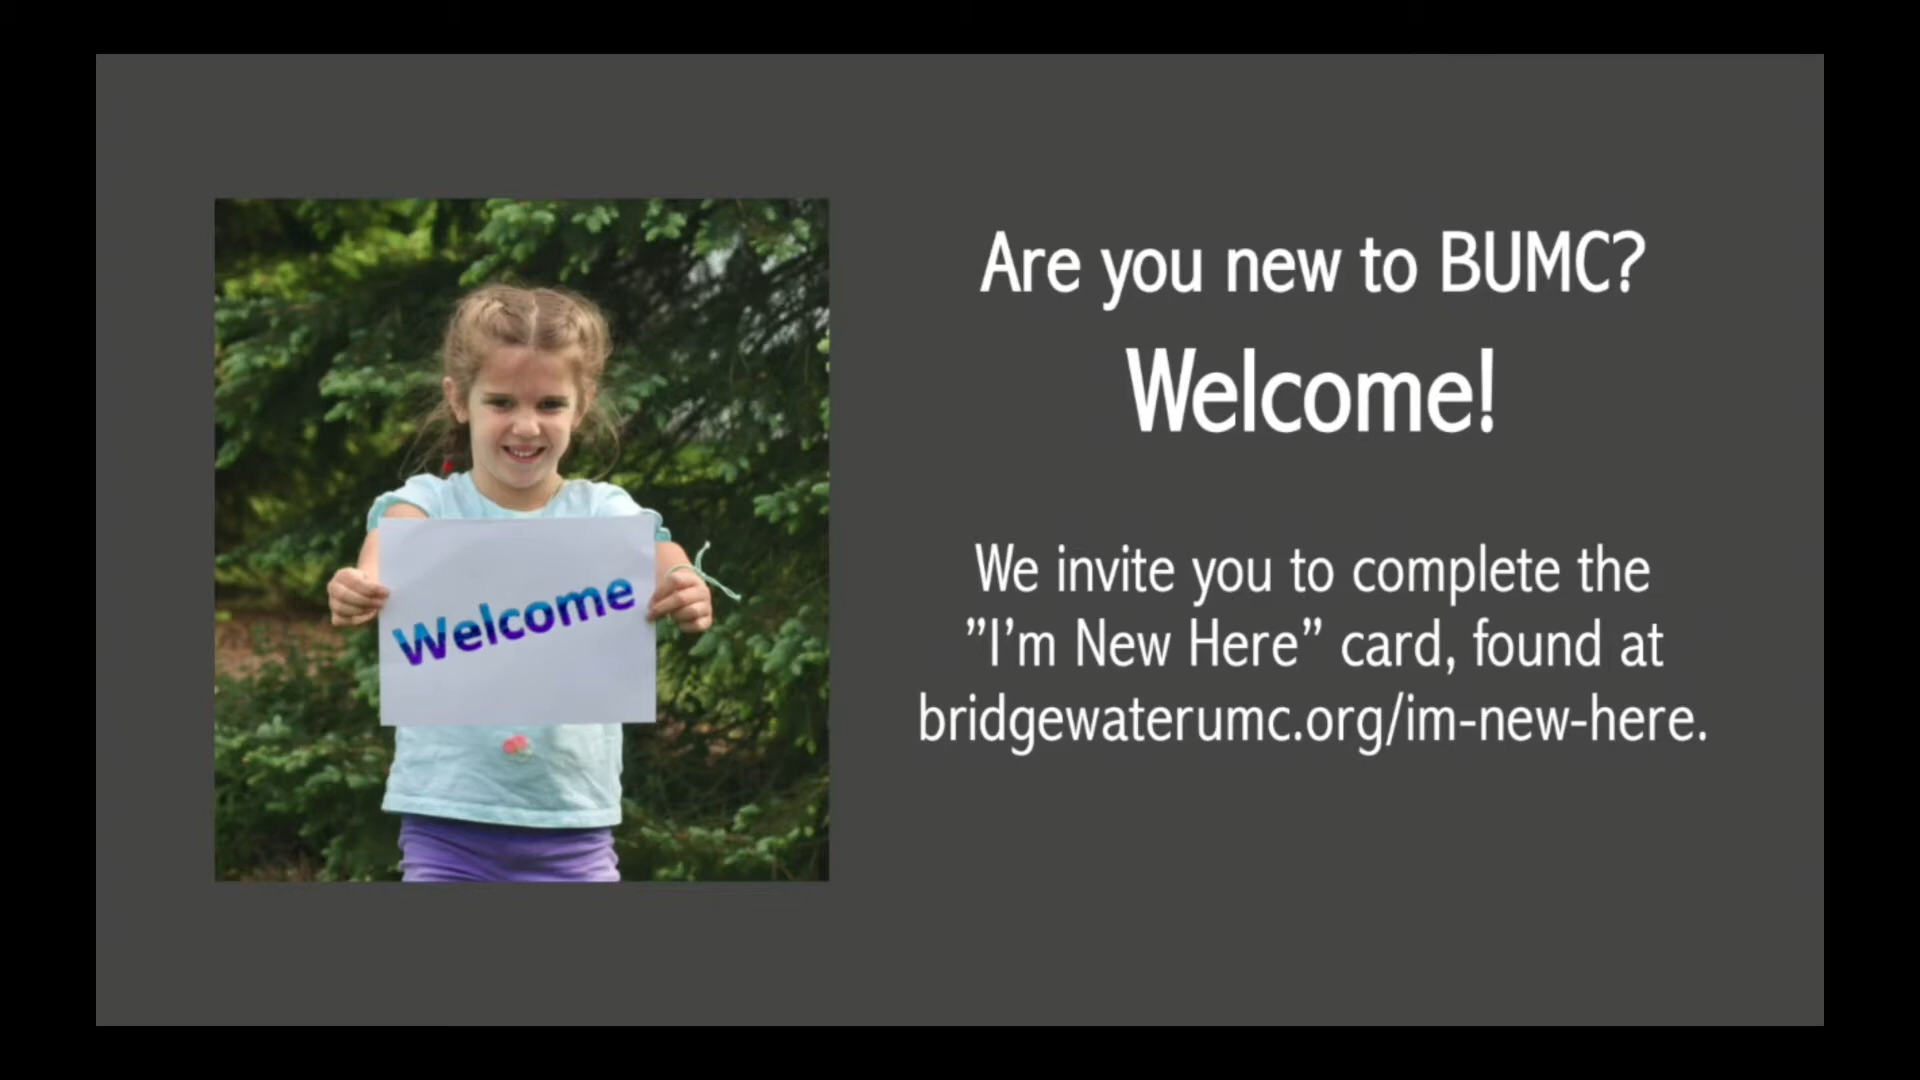 Are you new to BUMC?
Welcome!
Welcome
We invite you to complete the
”I’m New Here” card, found at
bridgewaterumc.org/im-new-here.